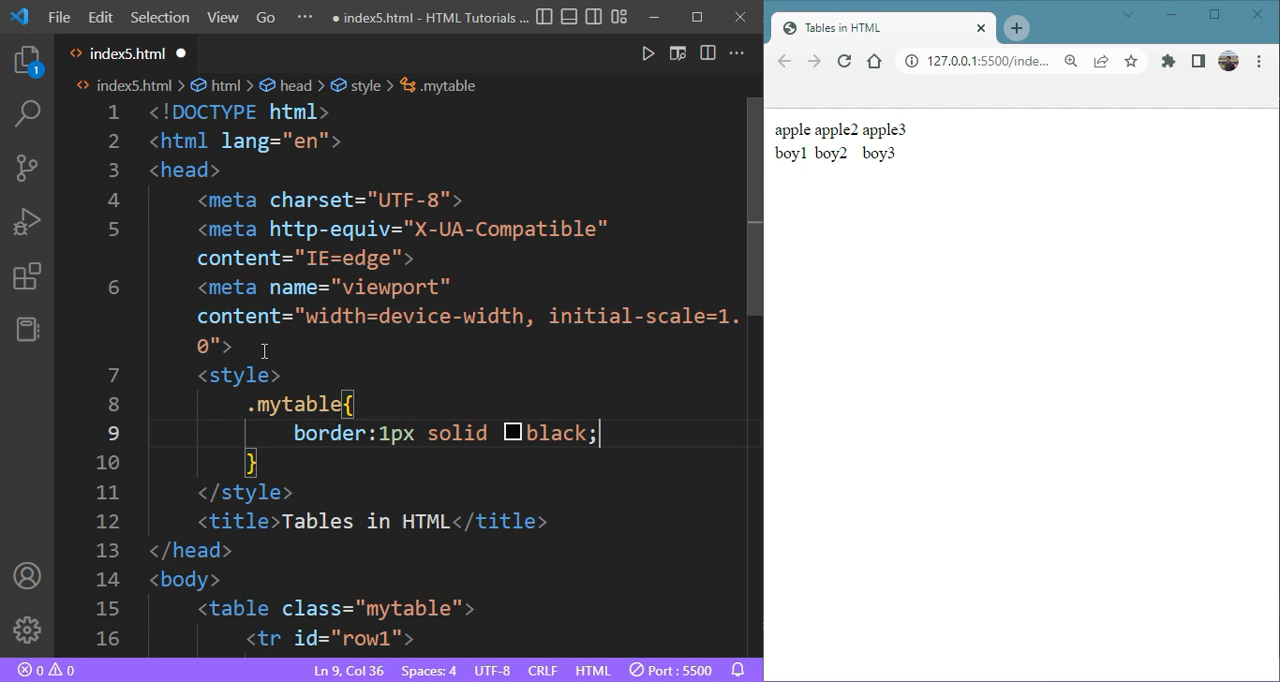 File Edit Selection View Go ··· ● index5.html - HTML Tutorials ...
index5.html ●
index5.html > html > head > style > .mytable
1 <!DOCTYPE html>
2 <html lang="en">
3 <head>
4 <meta charset="UTF-8">
5 <meta http-equiv="X-UA-Compatible"
content="IE=edge">
6 <meta name="viewport"
content="width=device-width, initial-scale=1.
0">
7 <style>
8 .mytable{
9 border:1px solid black;
10 }
11 </style>
12 <title>Tables in HTML</title>
13 </head>
14 <body>
15 <table class="mytable">
16 <tr id="row1">
1
0 0 Ln 9, Col 36 Spaces: 4 UTF-8 CRLF HTML Port : 5500
Tables in HTML
127.0.0.1:5500/inde...
apple apple2 apple3
boy1 boy2 boy3